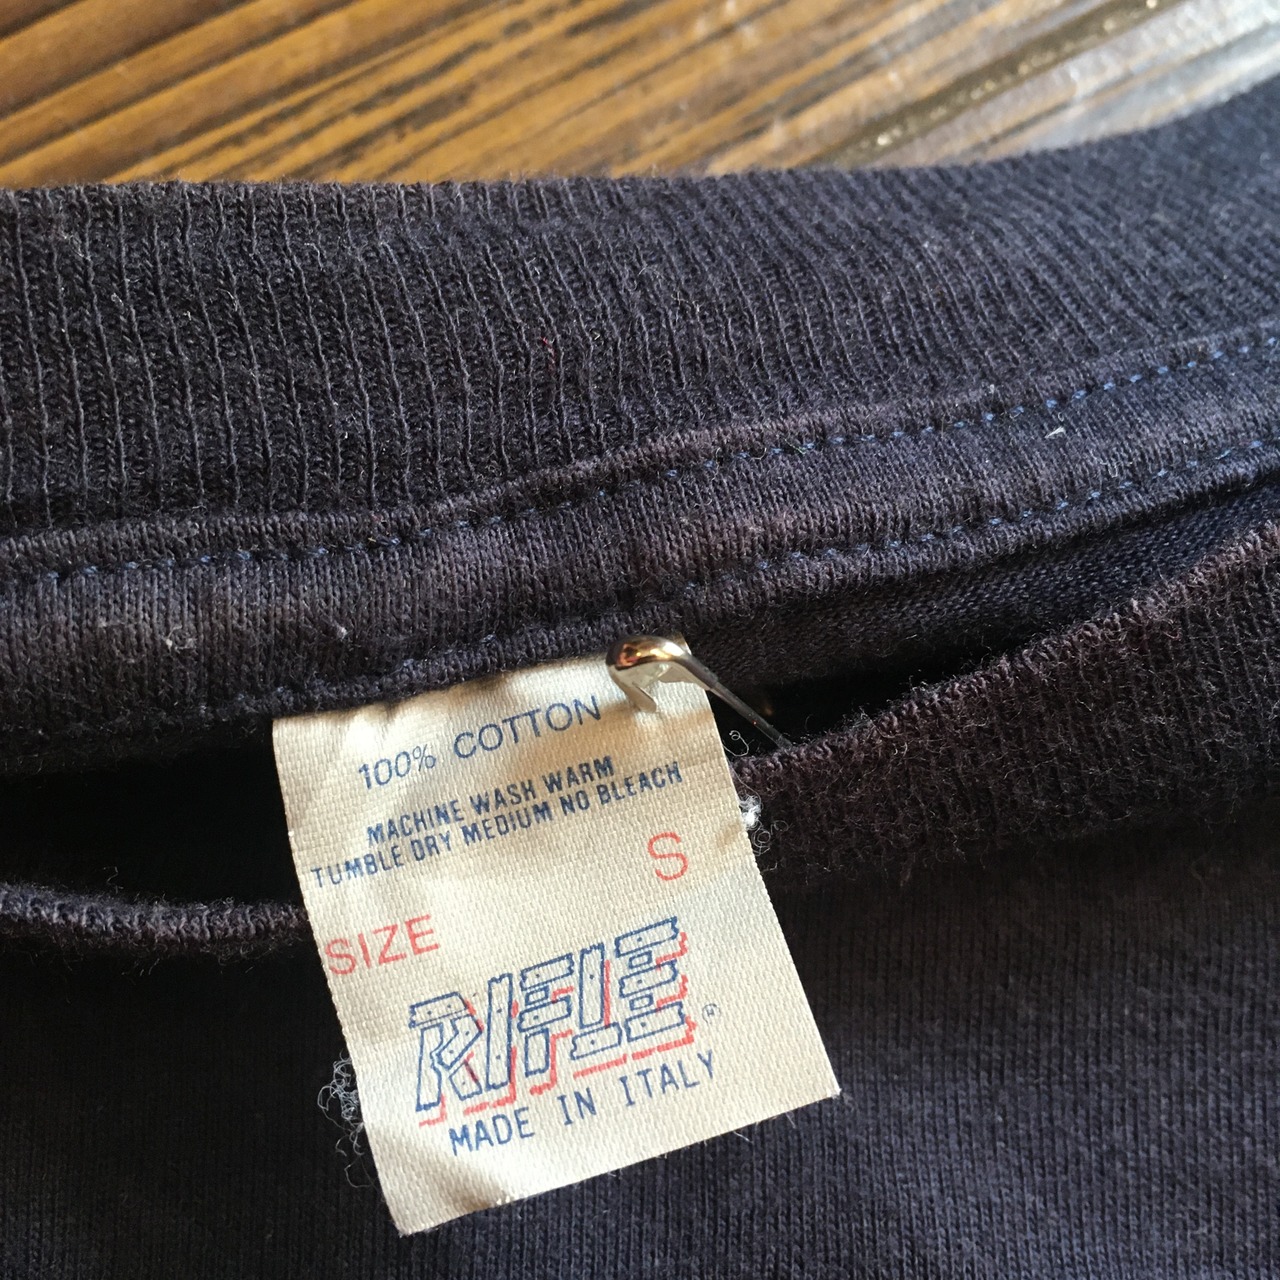 100% COTTON
MACHINE WASH WARM
TUMBLE DRY MEDIUM NO BLEACH
S
SIZE
RIFLE®
MADE IN ITALY